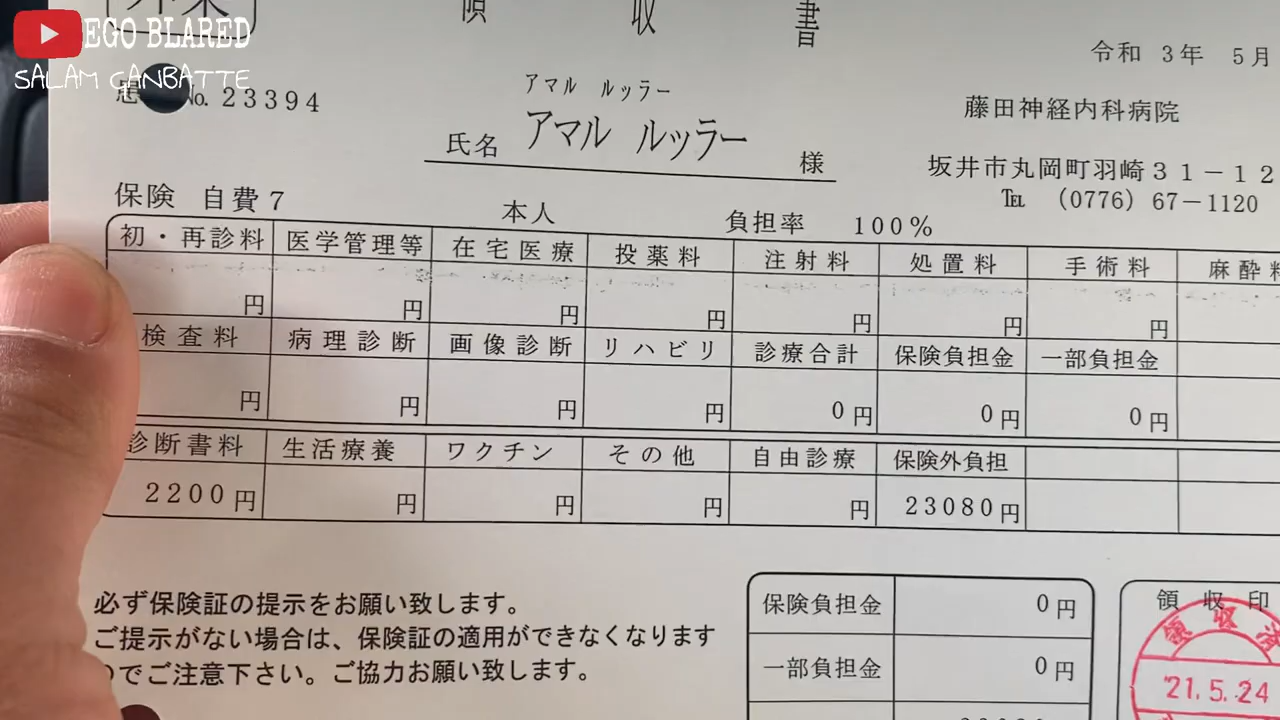 EGO BLARED
SALAM GANBATTE
領収書
令和 3年 5月
No. 23394
アマル ルッラー
氏名 アマル ルッラー 様
藤田神経内科病院
坂井市丸岡町羽崎31-12
℡ (0776) 67-1120
保険 自費7 本人 負担率 100%
初・再診料 医学管理等 在宅医療 投薬料 注射料 処置料 手術料 麻酔料
円 円 円 円 円 円 円
検査料 病理診断 画像診断 リハビリ 診療合計 保険負担金 一部負担金
円 円 円 円 0円 0円 0円
診断書料 生活療養 ワクチン その他 自由診療 保険外負担
2200円 円 円 円 円 23080円
必ず保険証の提示をお願い致します。
ご提示がない場合は、保険証の適用ができなくなります
のでご注意下さい。ご協力お願い致します。
保険負担金 0円
一部負担金 0円
領収印
領収済
'21.5.24